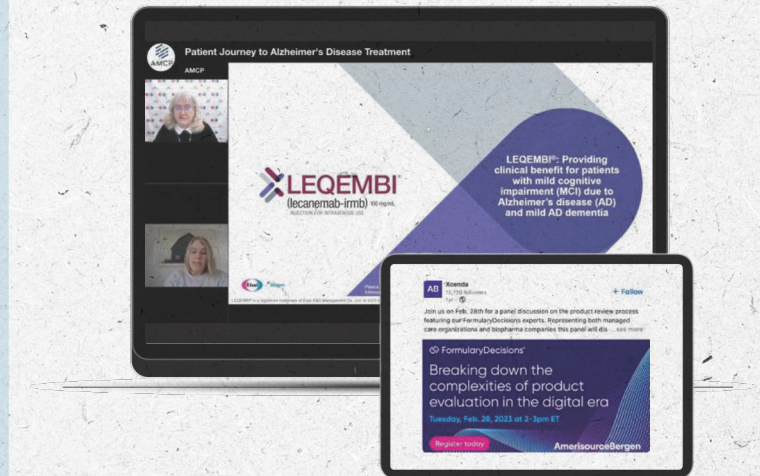 AMCP
Patient Journey to Alzheimer's Disease Treatment
AMCP
LEQEMBI®
(lecanemab-irmb) 100 mg/mL
INJECTION FOR INTRAVENOUS USE
LEQEMBI®: Providing
clinical benefit for patients
with mild cognitive
impairment (MCI) due to
Alzheimer's disease (AD)
and mild AD dementia
Eisai Biogen
AB
Xcenda
followers
1yr
+ Follow
Join us on Feb. 28th for a panel discussion on the product review process
featuring our FormularyDecisions experts. Representing both managed
care organizations and biopharma companies this panel will dis ... see more
FormularyDecisions®
Breaking down the
complexities of product
evaluation in the digital era
Tuesday, Feb. 28, 2023 at 2-3pm ET
Register today
AmerisourceBergen